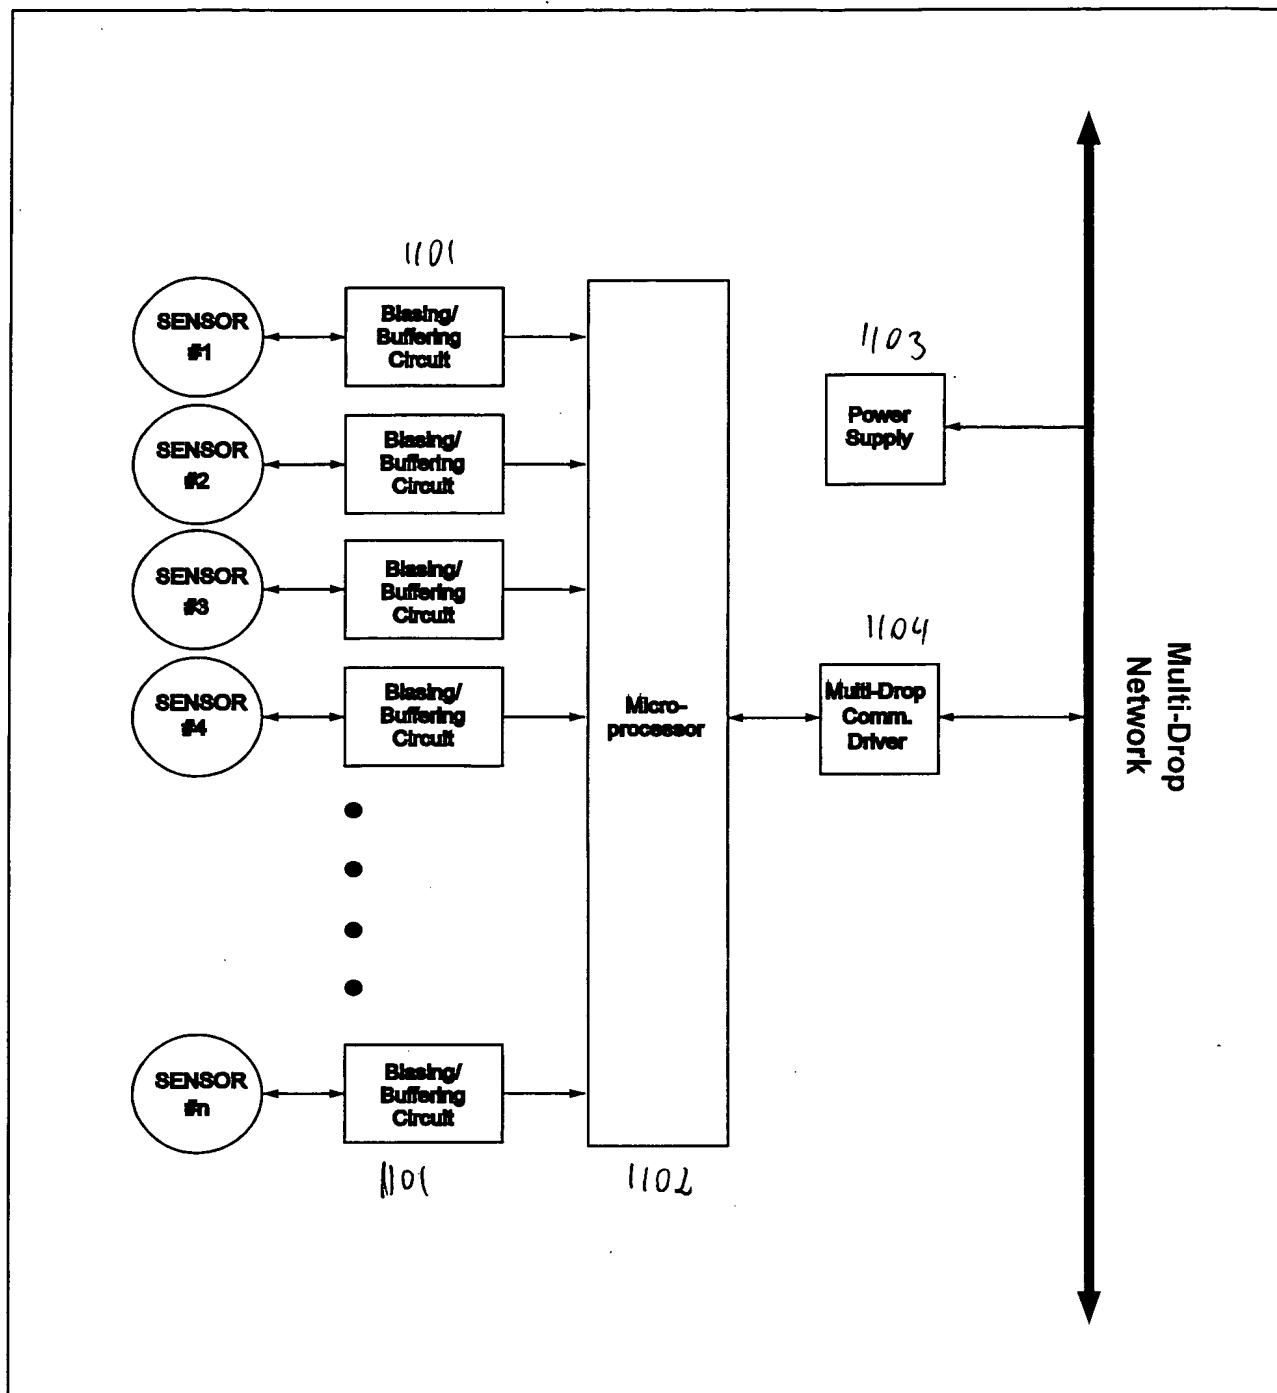 1101
SENSOR
#1
Biasing/
Buffering
Circuit
1103
Power
Supply
SENSOR
#2
Biasing/
Buffering
Circuit
SENSOR
#3
Biasing/
Buffering
Circuit
1104
SENSOR
#4
Biasing/
Buffering
Circuit
Micro-
processor
Multi-Drop
Comm.
Driver
Multi-Drop
Network
SENSOR
#n
Biasing/
Buffering
Circuit
1101
1102